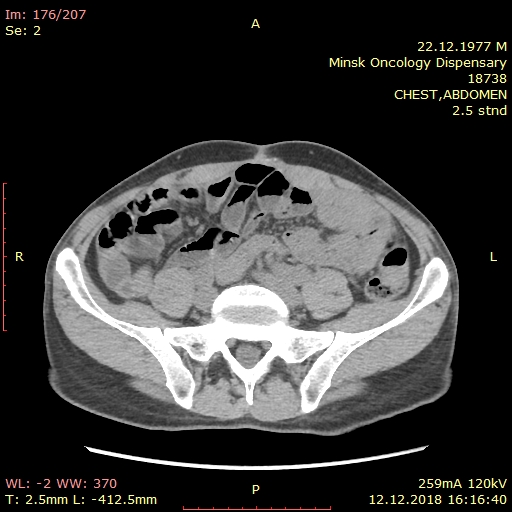 Im: 176/207
Se: 2
A
22.12.1977 M
Minsk Oncology Dispensary
18738
CHEST,ABDOMEN
2.5 stnd
R
L
WL: -2 WW: 370
T: 2.5mm L: -412.5mm
P
259mA 120kV
12.12.2018 16:16:40